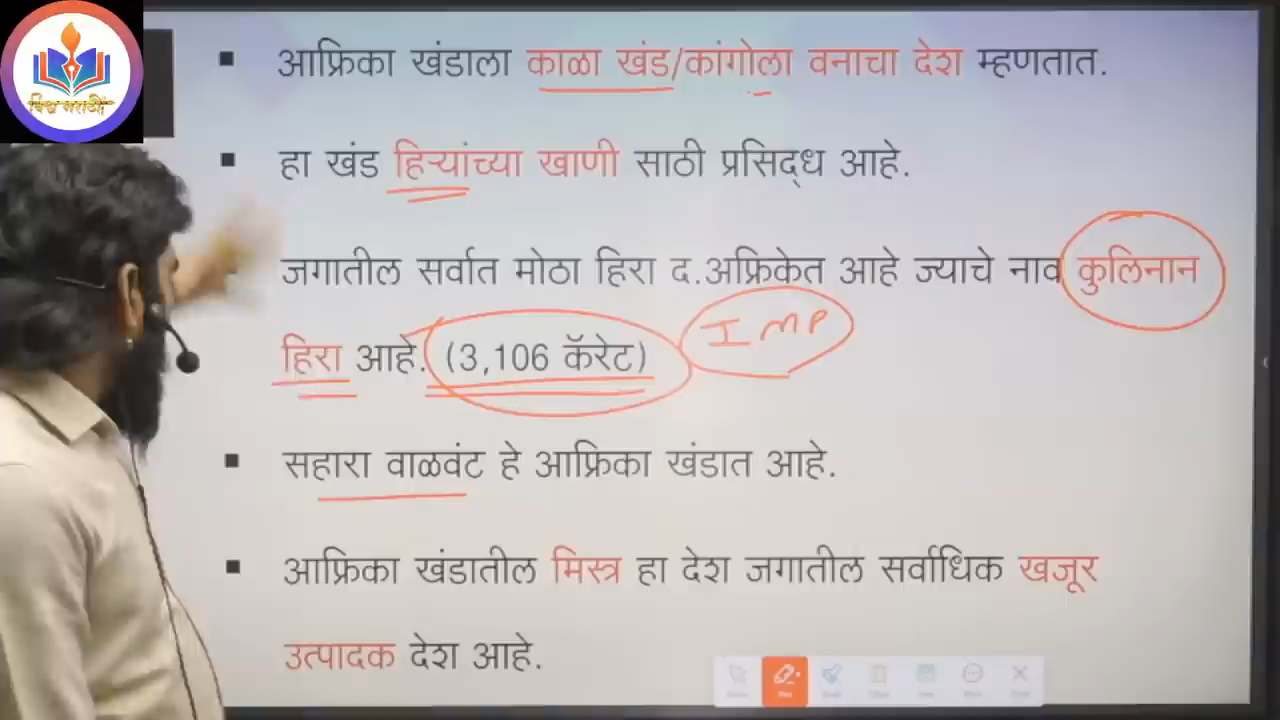 विश्व मराठी
आफ्रिका खंडाला काळा खंड/कांगोला वनाचा देश म्हणतात.
हा खंड हिऱ्यांच्या खाणी साठी प्रसिद्ध आहे.
जगातील सर्वात मोठा हिरा द.अफ्रिकेत आहे ज्याचे नाव कुलिनान
हिरा आहे. (3,106 कॅरेट) IMP
सहारा वाळवंट हे आफ्रिका खंडात आहे.
आफ्रिका खंडातील मिस्त्र हा देश जगातील सर्वाधिक खजूर
उत्पादक देश आहे.